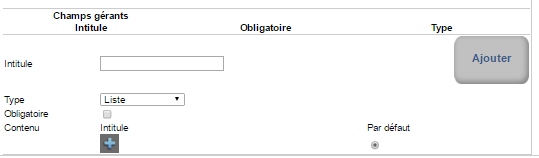 Champs gérants
Intitule Obligatoire Type
Intitule
Ajouter
Type Liste
Obligatoire
Contenu Intitule Par défaut